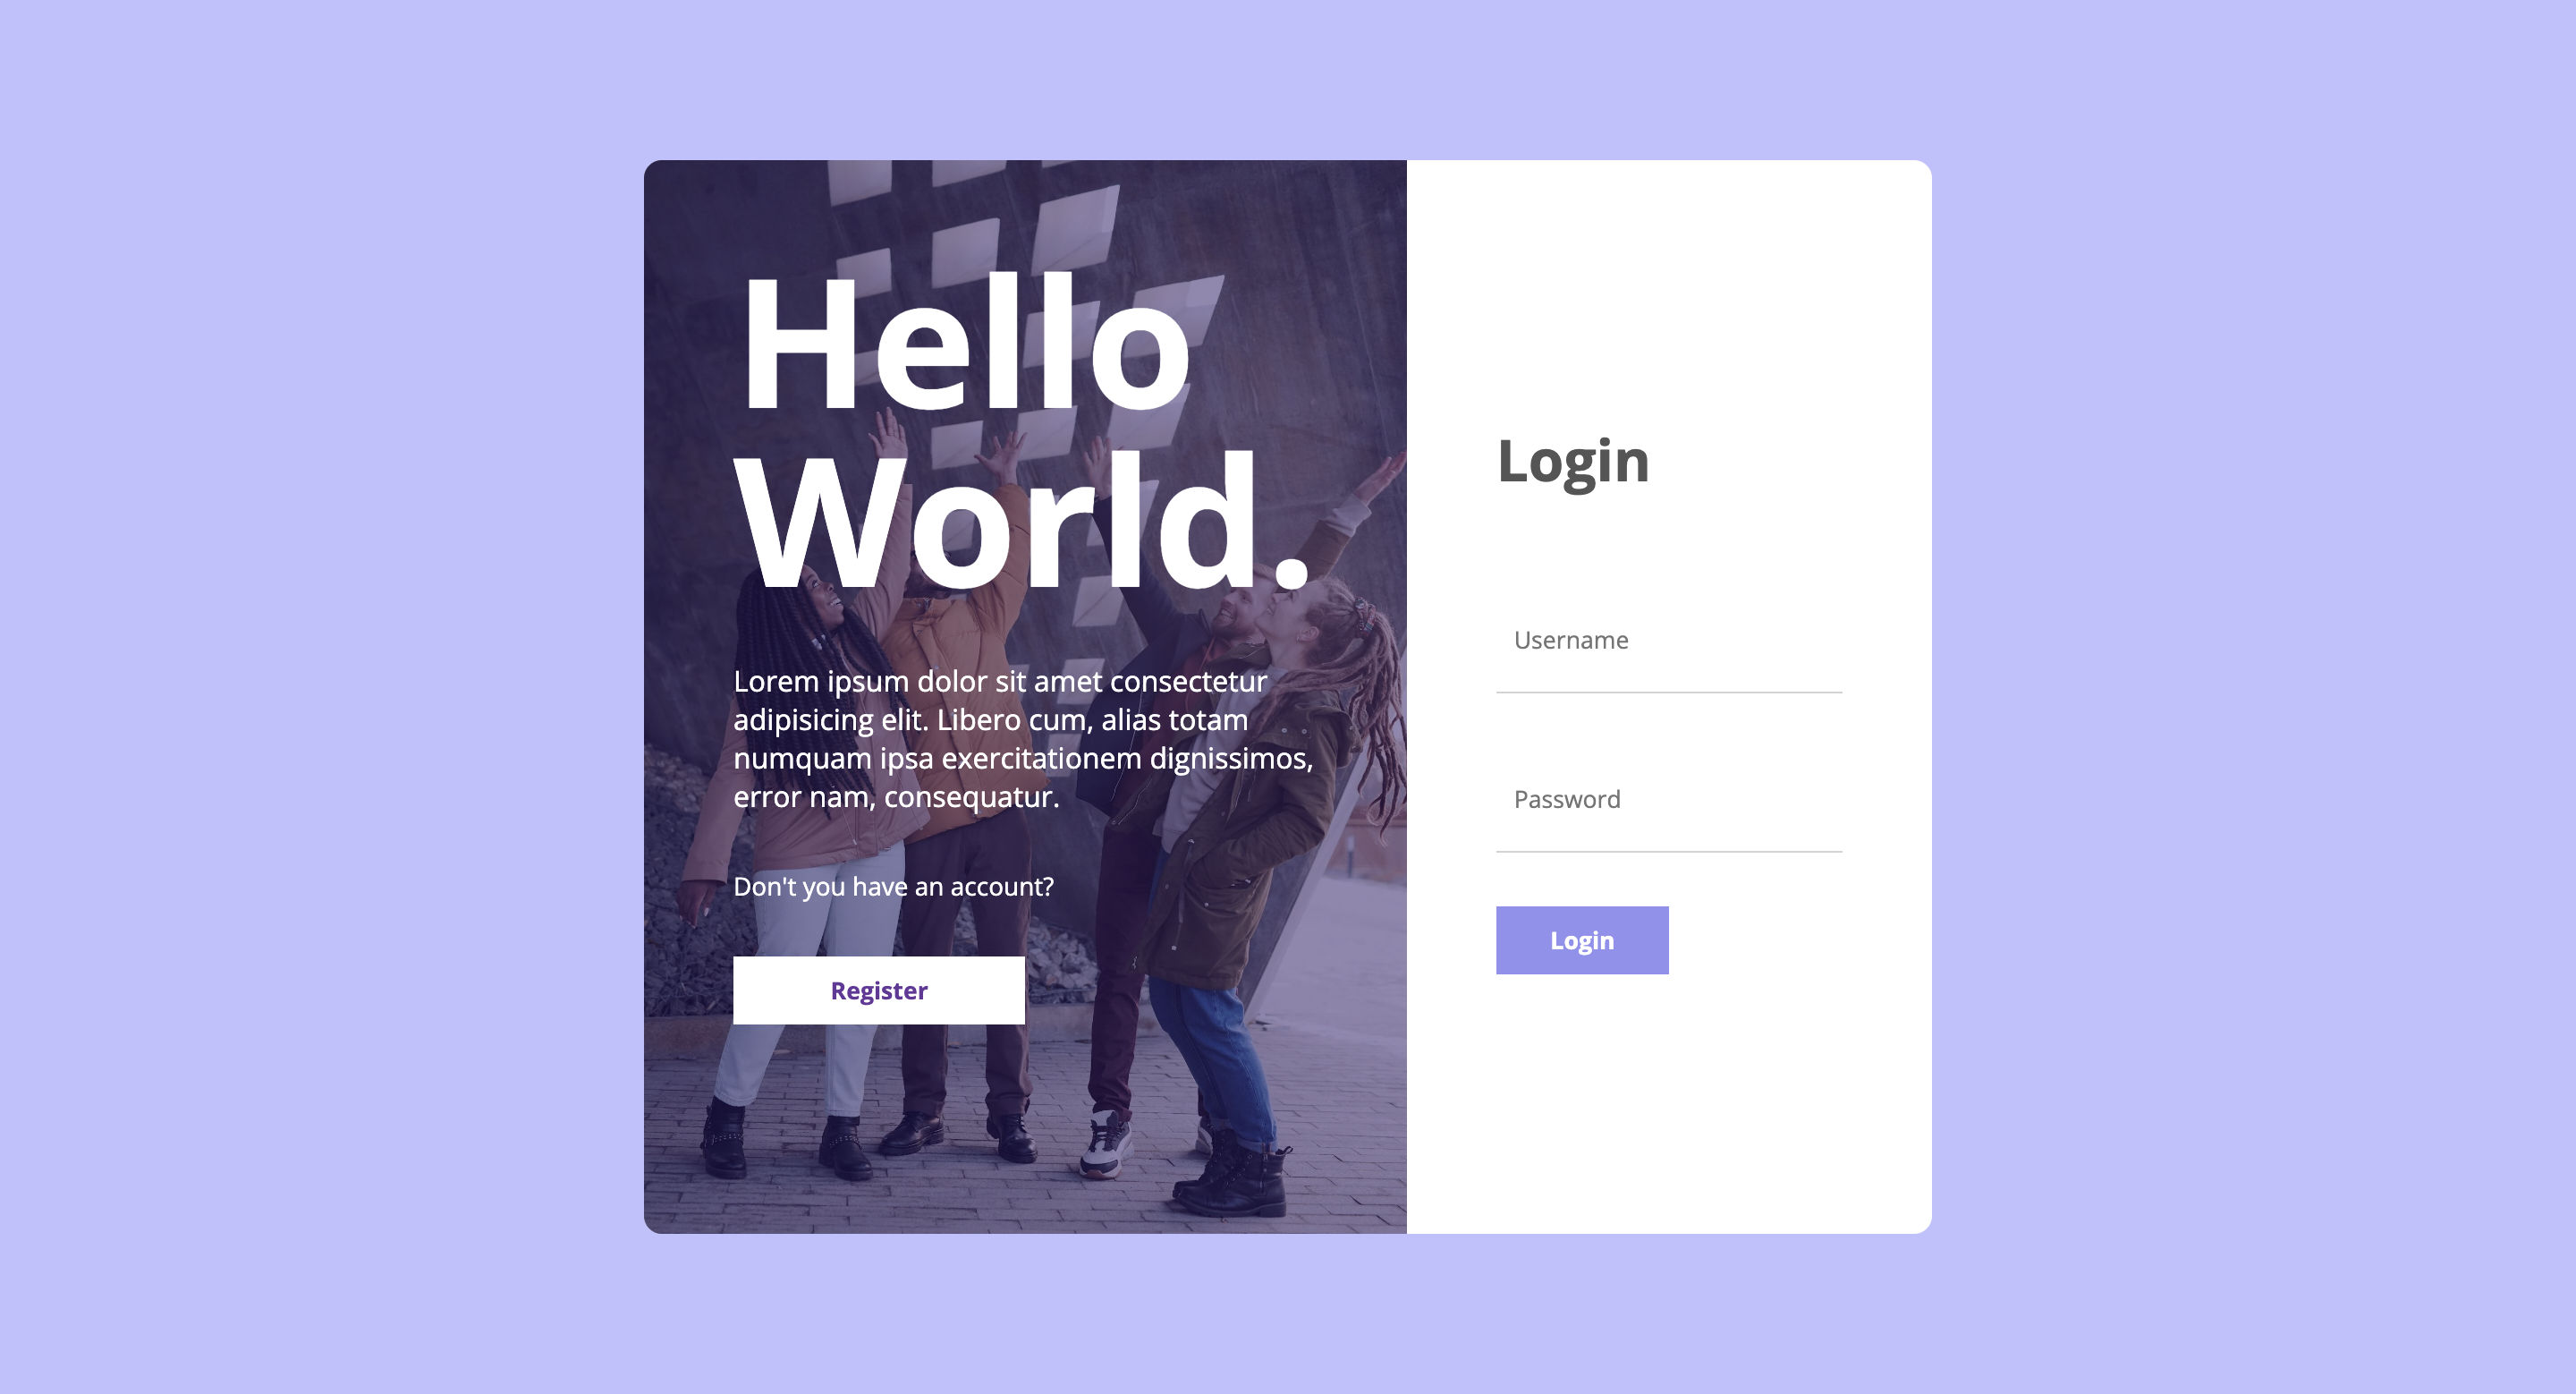 Hello
World.
Lorem ipsum dolor sit amet consectetur
adipisicing elit. Libero cum, alias totam
numquam ipsa exercitationem dignissimos,
error nam, consequatur.
Don't you have an account?
Register
Login
Username
Password
Login